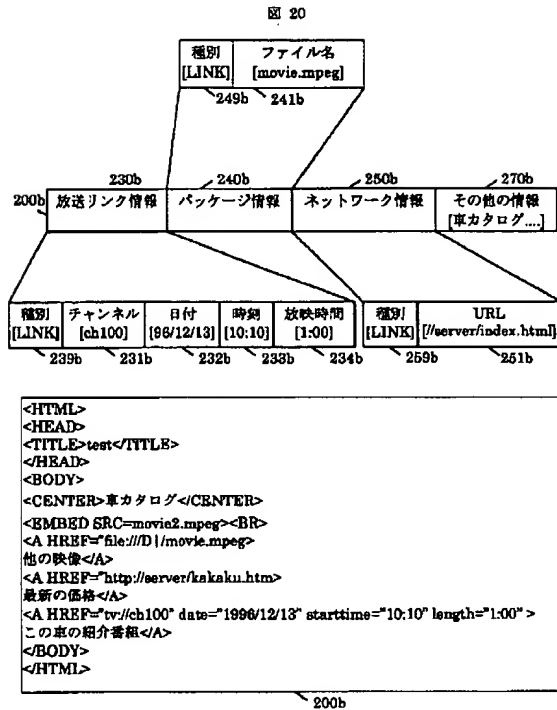 図 20
種別 ファイル名
[LINK] [movie.mpeg]
249b 241b
230b 240b 250b 270b
200b 放送リンク情報 パッケージ情報 ネットワーク情報 その他の情報
[車カタログ....]
種別 チャンネル 日付 時刻 放映時間 種別 URL
[LINK] [ch100] [96/12/13] [10:10] [1:00] [LINK] [//server/index.html]
239b 231b 232b 233b 234b 259b 251b
<HTML>
<HEAD>
<TITLE>test</TITLE>
</HEAD>
<BODY>
<CENTER>車カタログ</CENTER>
<EMBED SRC=movie2.mpeg><BR>
<A HREF="file:///D|/movie.mpeg>
他の映像</A>
<A HREF="http://server/kakaku.htm>
最新の価格</A>
<A HREF="tv://ch100" date="1996/12/13" starttime="10:10" length="1:00" >
この車の紹介番組</A>
</BODY>
</HTML>
200b